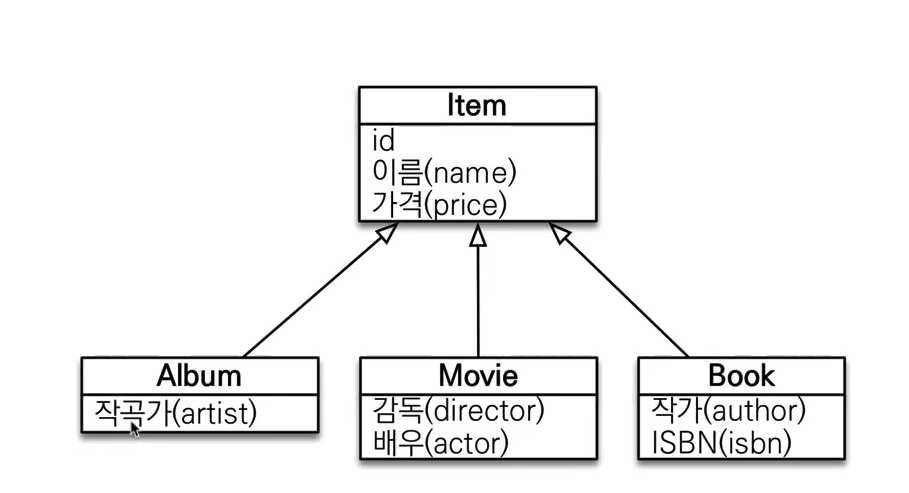 Item
id
이름(name)
가격(price)
Album
작곡가(artist)
Movie
감독(director)
배우(actor)
Book
작가(author)
ISBN(isbn)